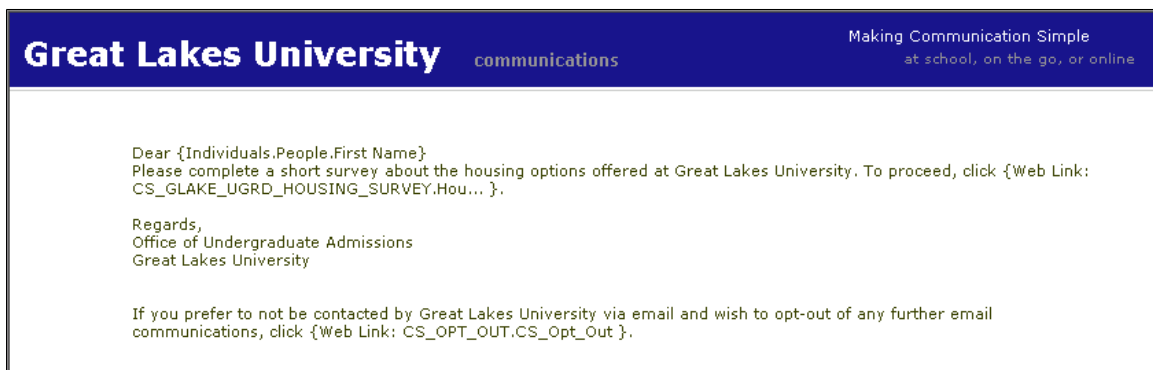 Great Lakes University communications
Making Communication Simple
at school, on the go, or online
Dear {Individuals.People.First Name}
Please complete a short survey about the housing options offered at Great Lakes University. To proceed, click {Web Link:
CS_GLAKE_UGRD_HOUSING_SURVEY.Hou... }.
Regards,
Office of Undergraduate Admissions
Great Lakes University
If you prefer to not be contacted by Great Lakes University via email and wish to opt-out of any further email
communications, click {Web Link: CS_OPT_OUT.CS_Opt_Out }.